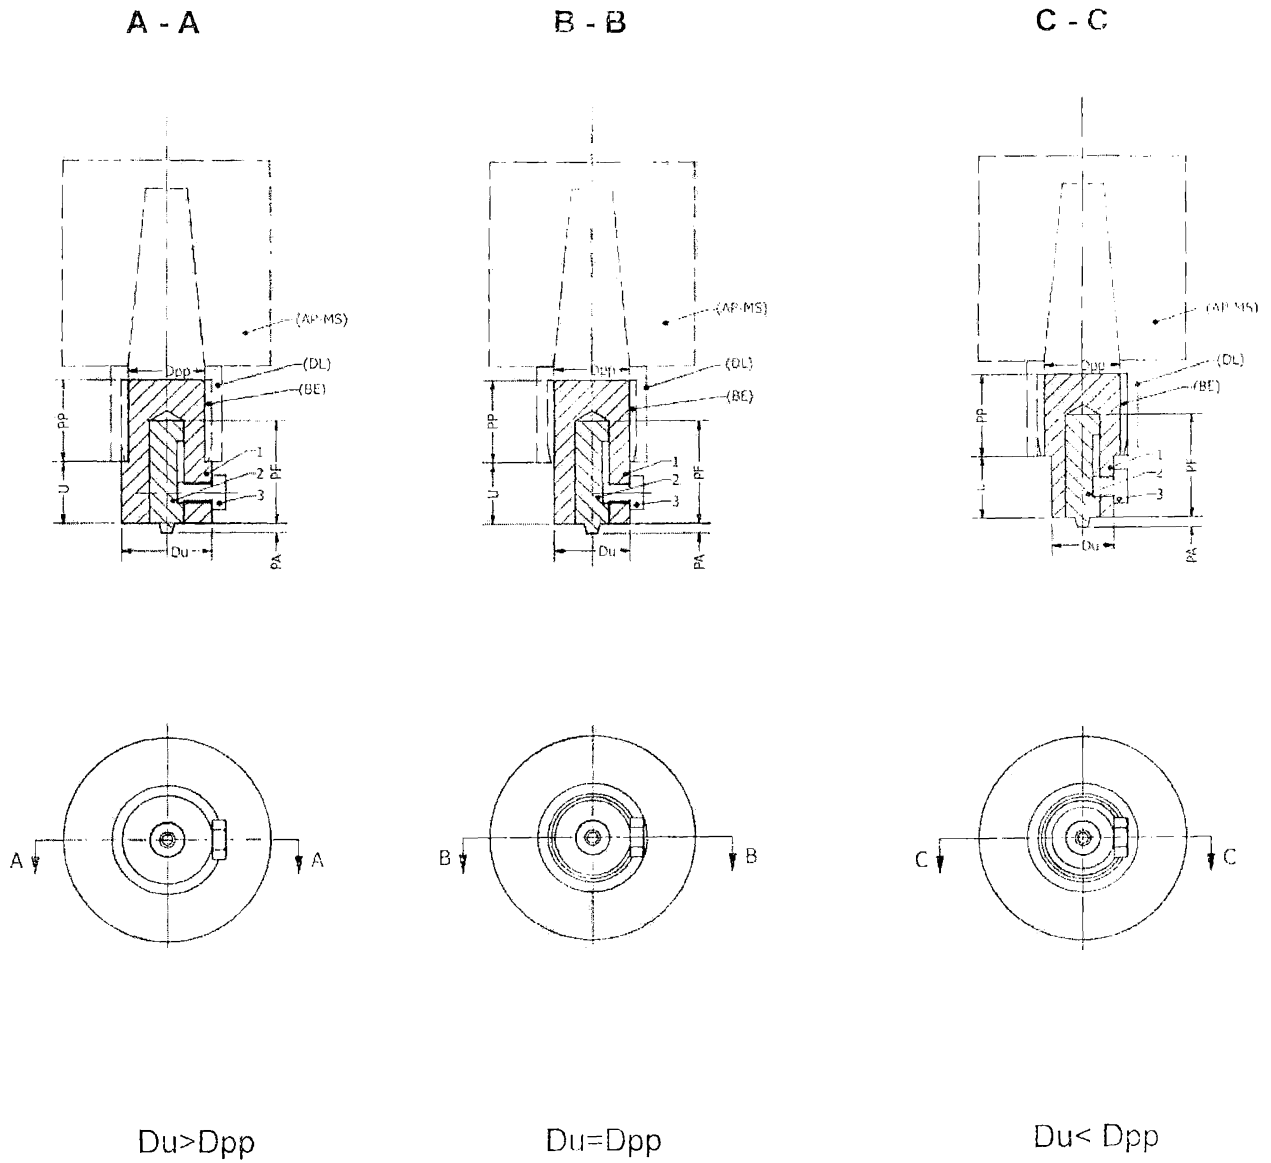 A - A
B - B
C - C
(AP-MS)
(DL)
Dpp
(BE)
PP
U
1
2
3
PF
Du
PA
(AP-MS)
(DL)
Dpp
(BE)
PP
U
1
2
3
PF
Du
PA
(AP-MS)
(DL)
Dpp
(BE)
PP
1
2
3
PF
Du
PA
A
A
B
B
C
C
Du>Dpp
Du=Dpp
Du< Dpp